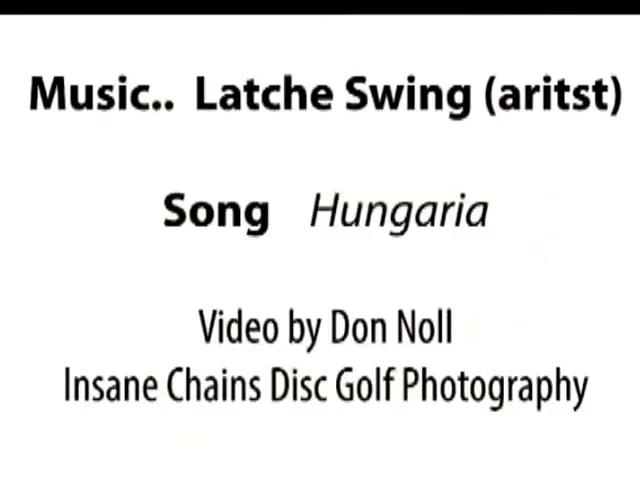 Music.. Latche Swing (aritst)
Song Hungaria
Video by Don Noll
Insane Chains Disc Golf Photography